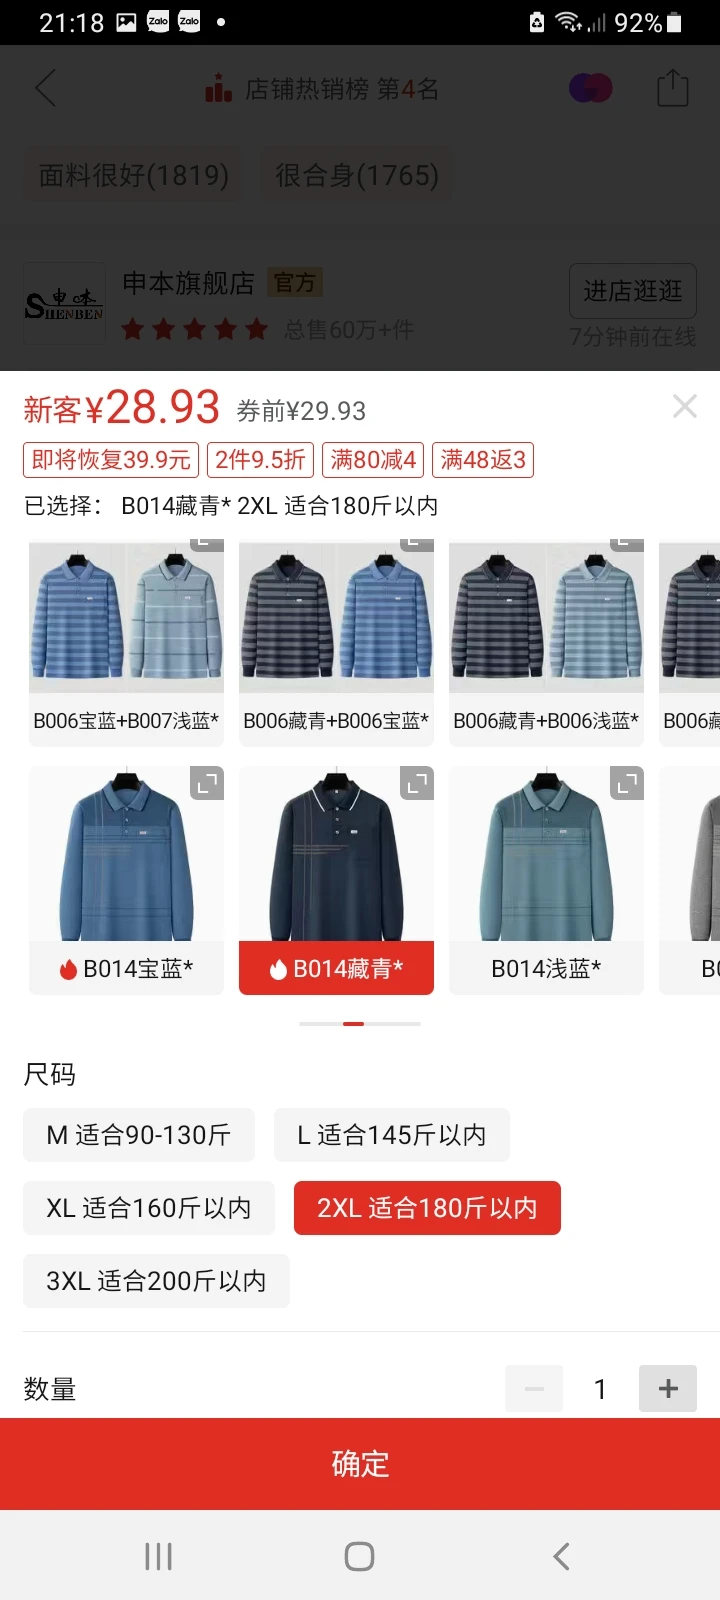 21:18 Zalo Zalo 92%
店铺热销榜 第4名
面料很好(1819) 很合身(1765)
申本 SHENBEN
申本旗舰店 官方
进店逛逛
总售60万+件
7分钟前在线
新客¥28.93 券前¥29.93
即将恢复39.9元 2件9.5折 满80减4 满48返3
已选择： B014藏青* 2XL 适合180斤以内
B006宝蓝+B007浅蓝* B006藏青+B006宝蓝* B006藏青+B006浅蓝* B006藏
B014宝蓝* B014藏青* B014浅蓝* B0
尺码
M 适合90-130斤 L 适合145斤以内
XL 适合160斤以内 2XL 适合180斤以内
3XL 适合200斤以内
数量 1
确定